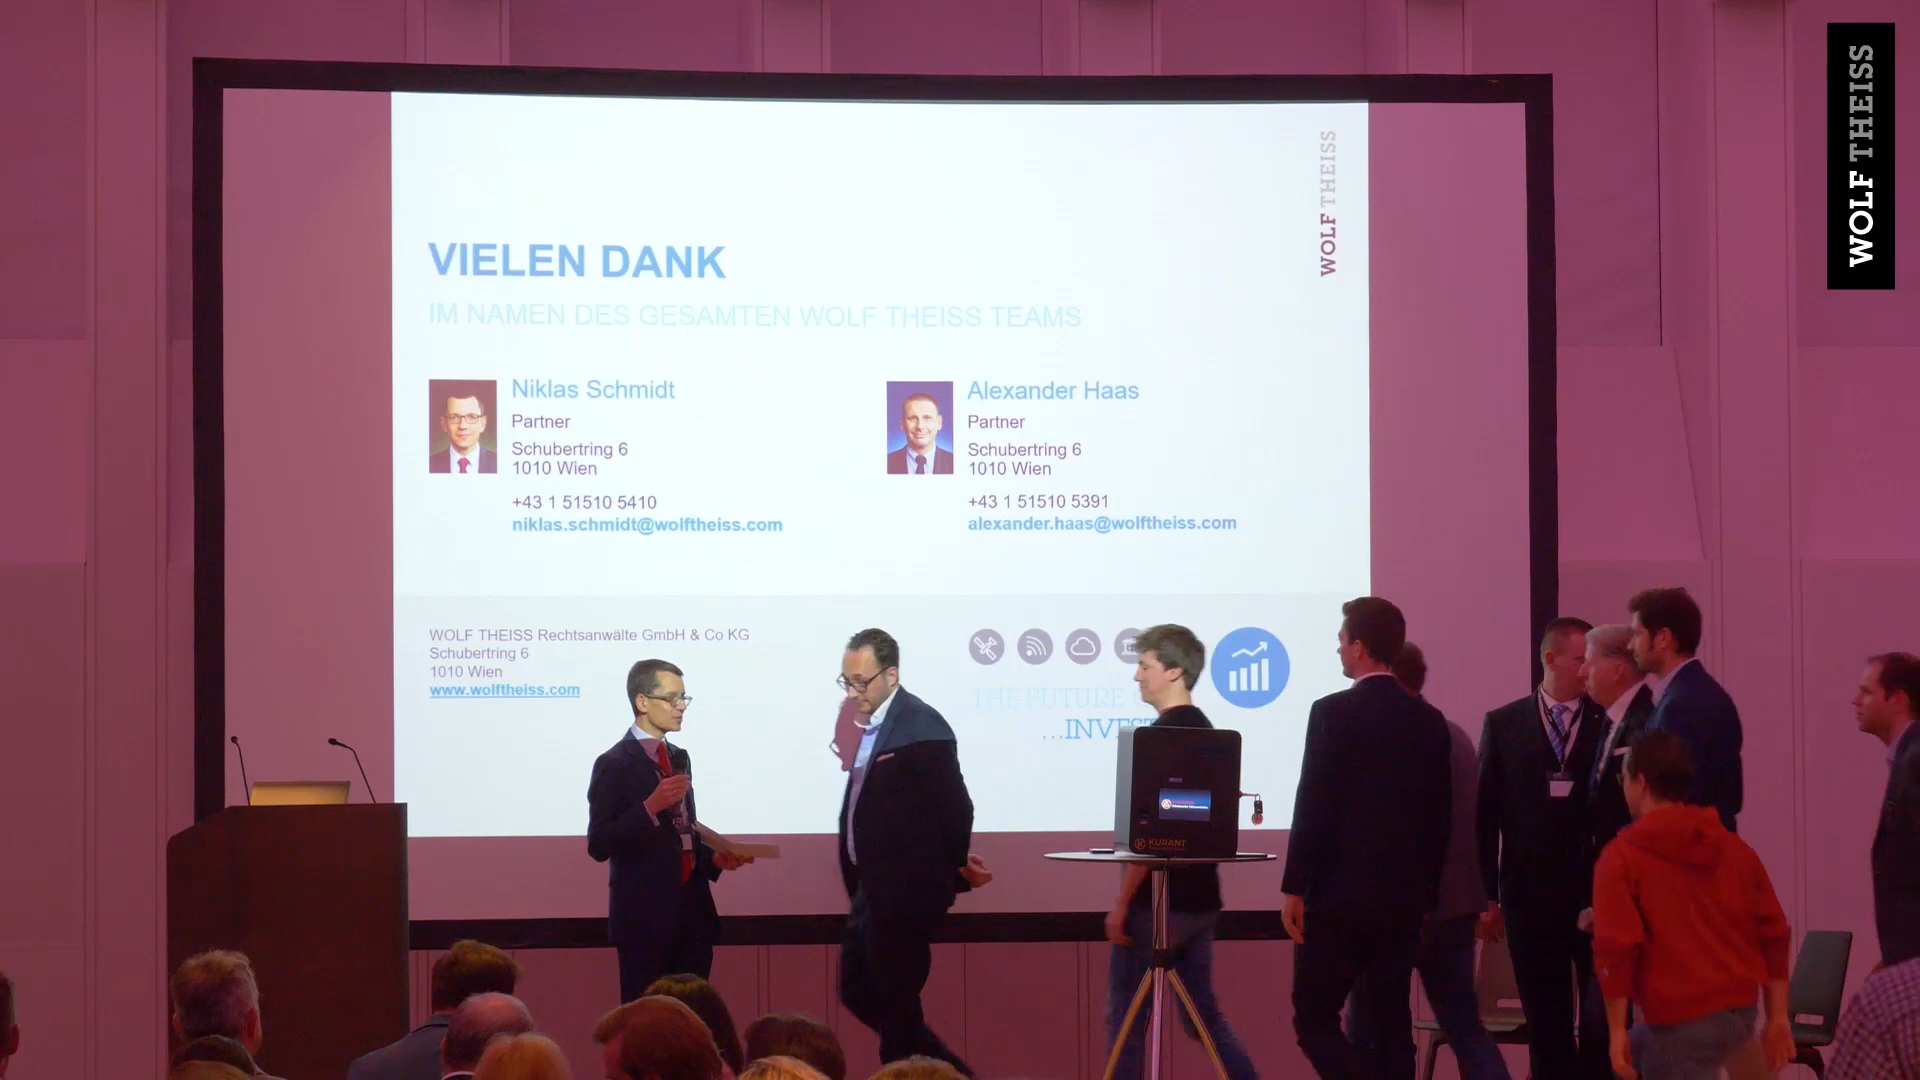 WOLF THEISS
WOLF THEISS
VIELEN DANK
IM NAMEN DES GESAMTEN WOLF THEISS TEAMS
Niklas Schmidt
Partner
Schubertring 6
1010 Wien
+43 1 51510 5410
niklas.schmidt@wolftheiss.com
Alexander Haas
Partner
Schubertring 6
1010 Wien
+43 1 51510 5391
alexander.haas@wolftheiss.com
WOLF THEISS Rechtsanwälte GmbH & Co KG
Schubertring 6
1010 Wien
www.wolftheiss.com
THE FUTURE
...INVEST
KURANT